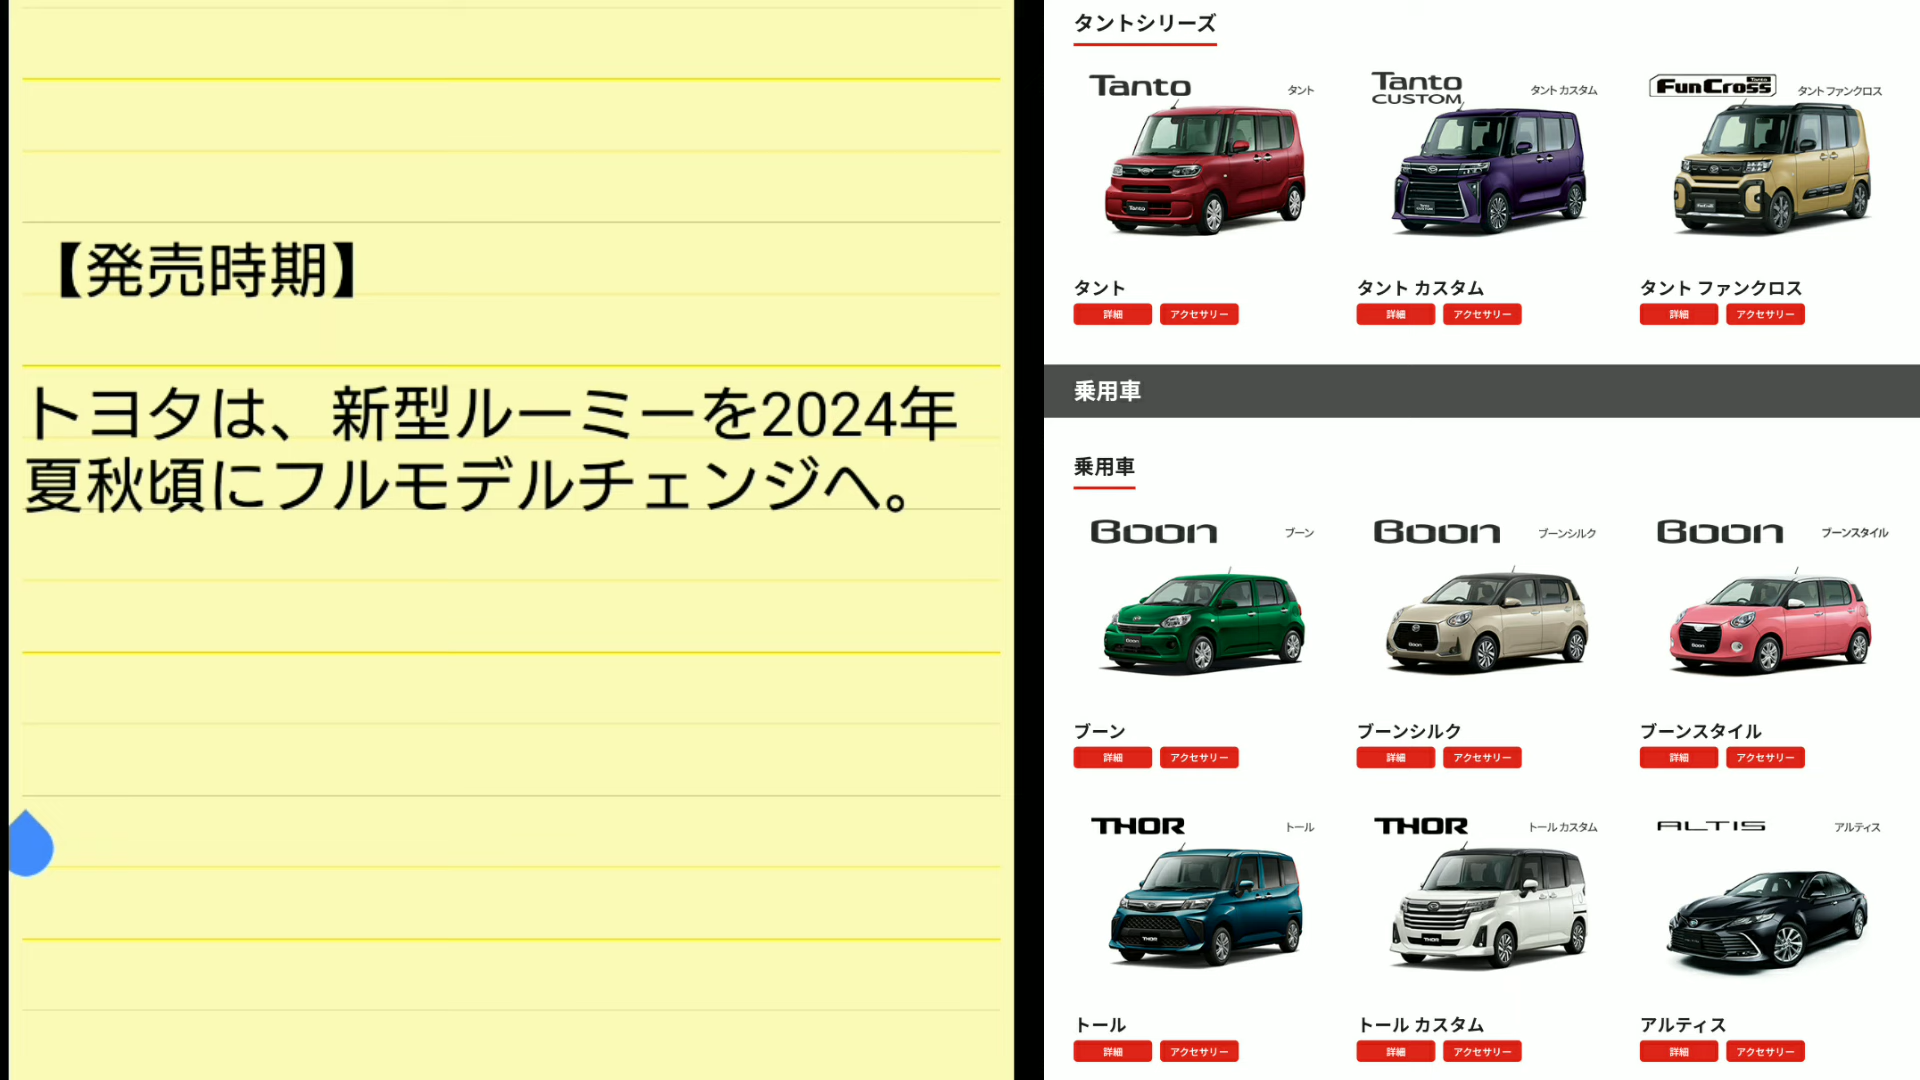 【発売時期】
トヨタは、新型ルーミーを2024年
夏秋頃にフルモデルチェンジへ。
タントシリーズ
Tanto タント
Tanto CUSTOM タント カスタム
Tanto FunCross タント ファンクロス
タント
詳細 アクセサリー
タント カスタム
詳細 アクセサリー
タント ファンクロス
詳細 アクセサリー
乗用車
乗用車
Boon ブーン
Boon ブーンシルク
Boon ブーンスタイル
ブーン
詳細 アクセサリー
ブーンシルク
詳細 アクセサリー
ブーンスタイル
詳細 アクセサリー
THOR トール
THOR トール カスタム
ALTIS アルティス
トール
詳細 アクセサリー
トール カスタム
詳細 アクセサリー
アルティス
詳細 アクセサリー